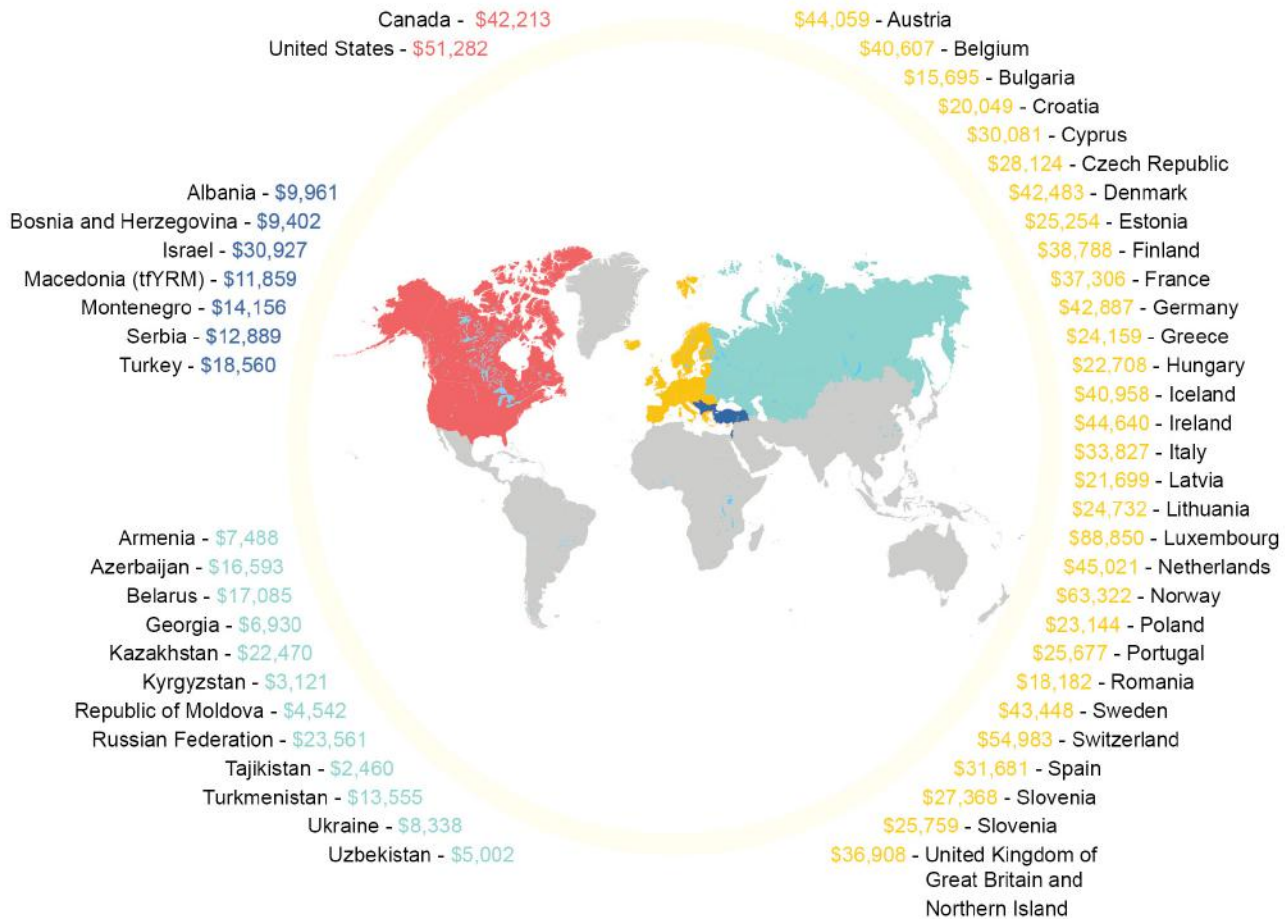 Canada - $42,213
United States - $51,282
Albania - $9,961
Bosnia and Herzegovina - $9,402
Israel - $30,927
Macedonia (tfYRM) - $11,859
Montenegro - $14,156
Serbia - $12,889
Turkey - $18,560
Armenia - $7,488
Azerbaijan - $16,593
Belarus - $17,085
Georgia - $6,930
Kazakhstan - $22,470
Kyrgyzstan - $3,121
Republic of Moldova - $4,542
Russian Federation - $23,561
Tajikistan - $2,460
Turkmenistan - $13,555
Ukraine - $8,338
Uzbekistan - $5,002
$44,059 - Austria
$40,607 - Belgium
$15,695 - Bulgaria
$20,049 - Croatia
$30,081 - Cyprus
$28,124 - Czech Republic
$42,483 - Denmark
$25,254 - Estonia
$38,788 - Finland
$37,306 - France
$42,887 - Germany
$24,159 - Greece
$22,708 - Hungary
$40,958 - Iceland
$44,640 - Ireland
$33,827 - Italy
$21,699 - Latvia
$24,732 - Lithuania
$88,850 - Luxembourg
$45,021 - Netherlands
$63,322 - Norway
$23,144 - Poland
$25,677 - Portugal
$18,182 - Romania
$43,448 - Sweden
$54,983 - Switzerland
$31,681 - Spain
$27,368 - Slovenia
$25,759 - Slovenia
$36,908 - United Kingdom of
Great Britain and
Northern Island